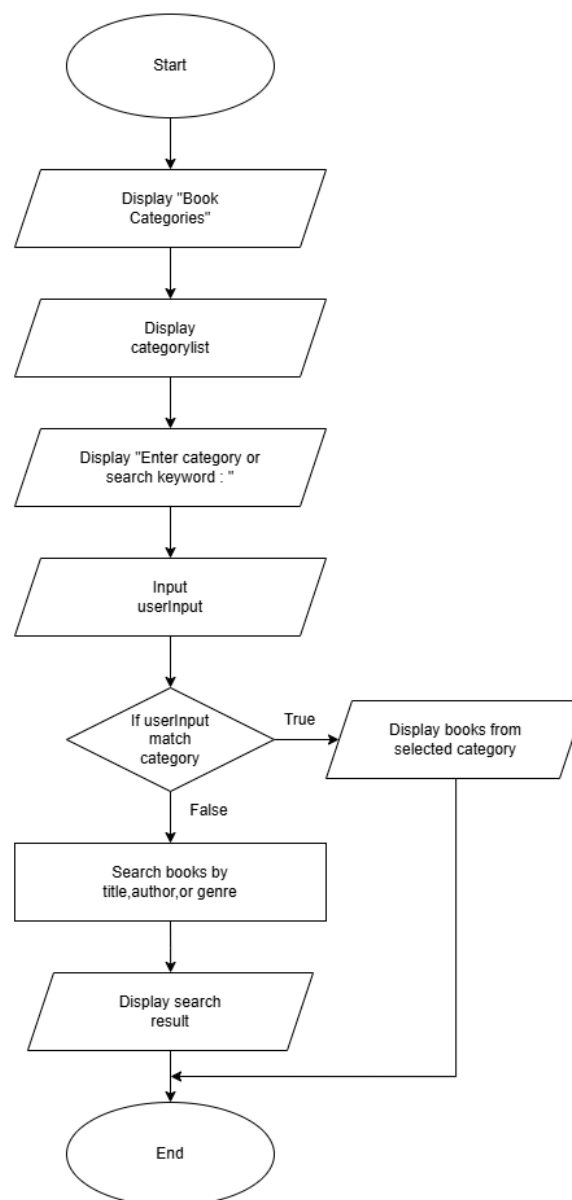 Start
Display "Book
Categories"
Display
categorylist
Display "Enter category or
search keyword : "
Input
userInput
If userInput
match
category
True
Display books from
selected category
False
Search books by
title,author,or genre
Display search
result
End